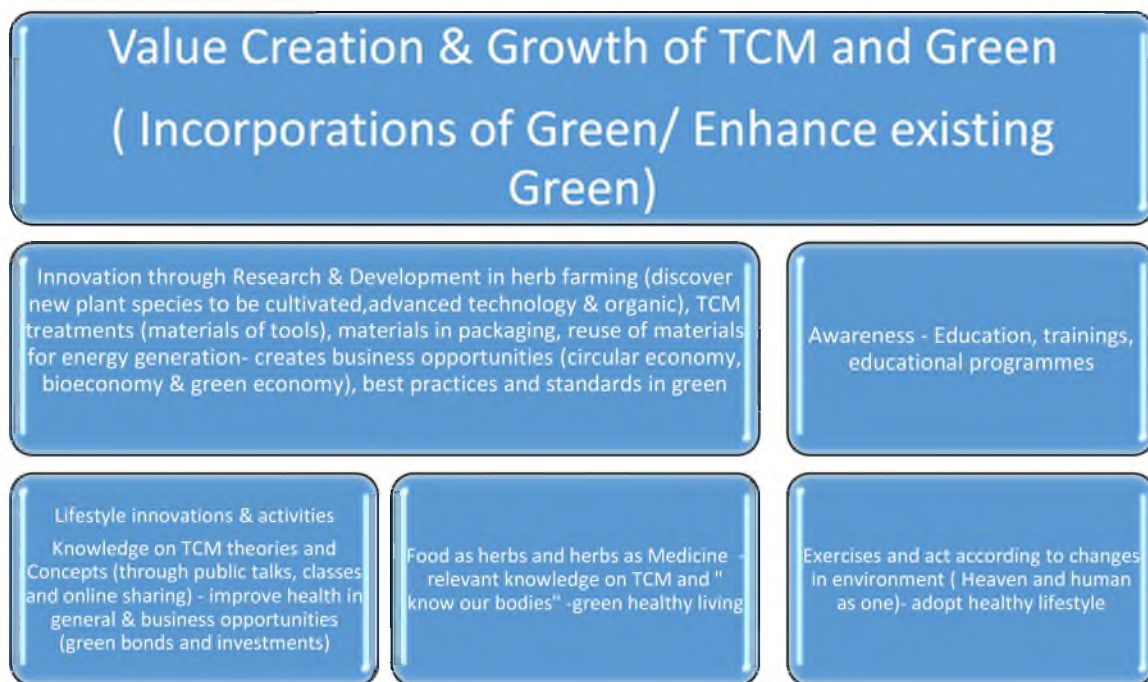 Value Creation & Growth of TCM and Green
( Incorporations of Green/ Enhance existing
Green)
Innovation through Research & Development in herb farming (discover
new plant species to be cultivated,advanced technology & organic), TCM
treatments (materials of tools), materials in packaging, reuse of materials
for energy generation- creates business opportunities (circular economy,
bioeconomy & green economy), best practices and standards in green
Awareness - Education, trainings,
educational programmes
Lifestyle innovations & activities
Knowledge on TCM theories and
Concepts (through public talks, classes
and online sharing) - improve health in
general & business opportunities
(green bonds and investments)
Food as herbs and herbs as Medicine -
relevant knowledge on TCM and "
know our bodies" -green healthy living
Exercises and act according to changes
in environment ( Heaven and human
as one)- adopt healthy lifestyle